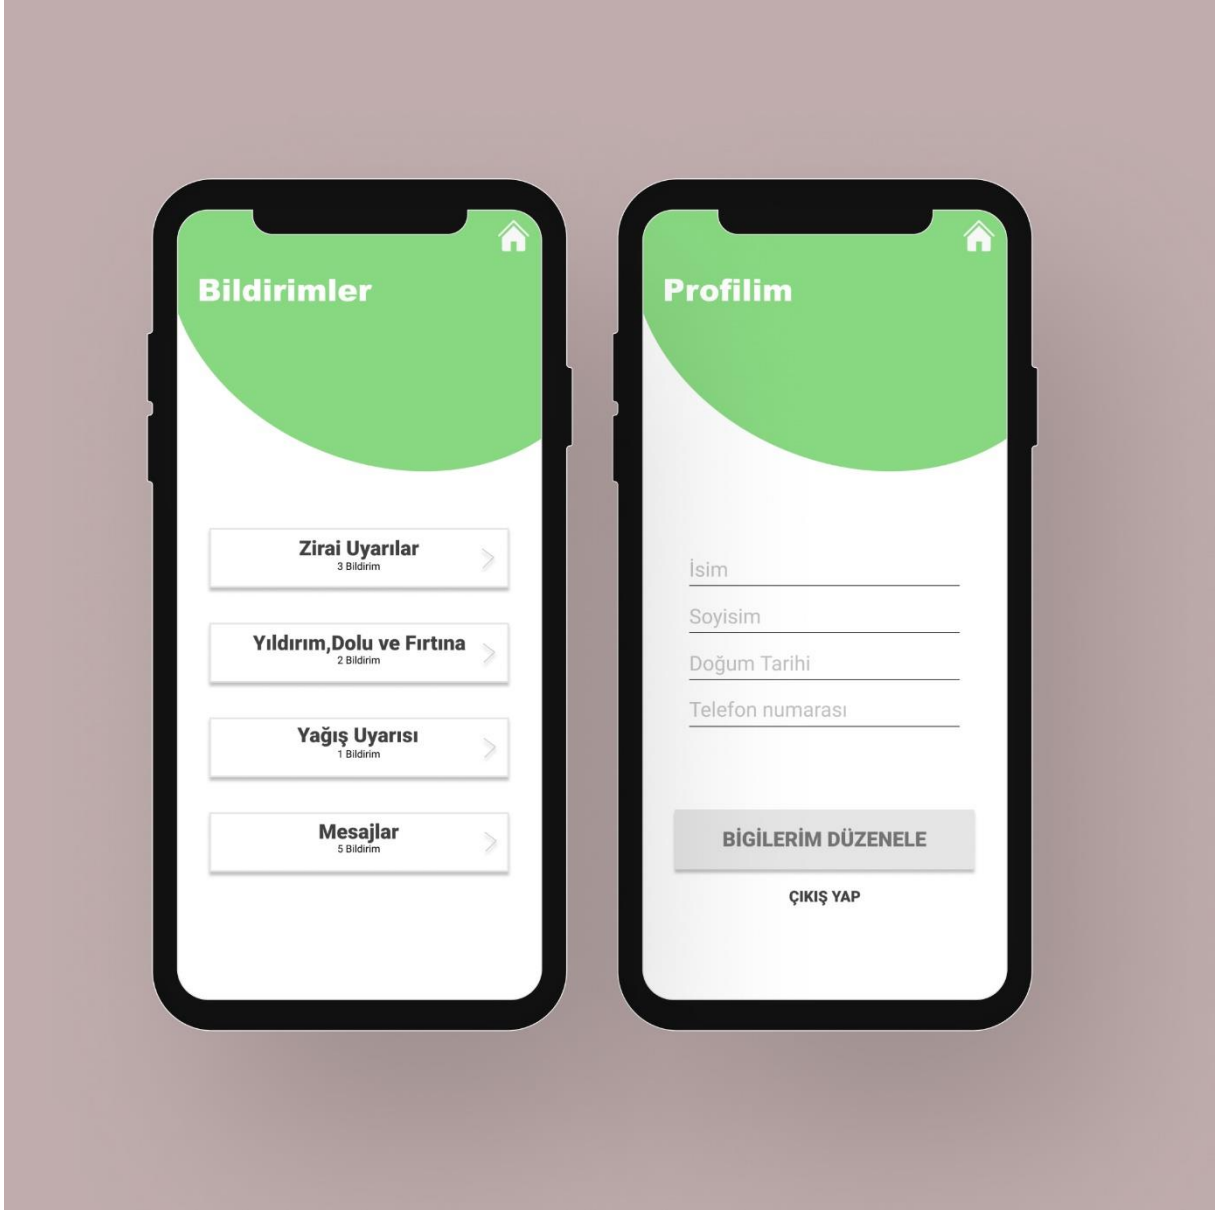 Bildirimler
Zirai Uyarılar
3 Bildirim
Yıldırım,Dolu ve Fırtına
2 Bildirim
Yağış Uyarısı
1 Bildirim
Mesajlar
5 Bildirim
Profilim
İsim
Soyisim
Doğum Tarihi
Telefon numarası
BİGİLERİM DÜZENELE
ÇIKIŞ YAP